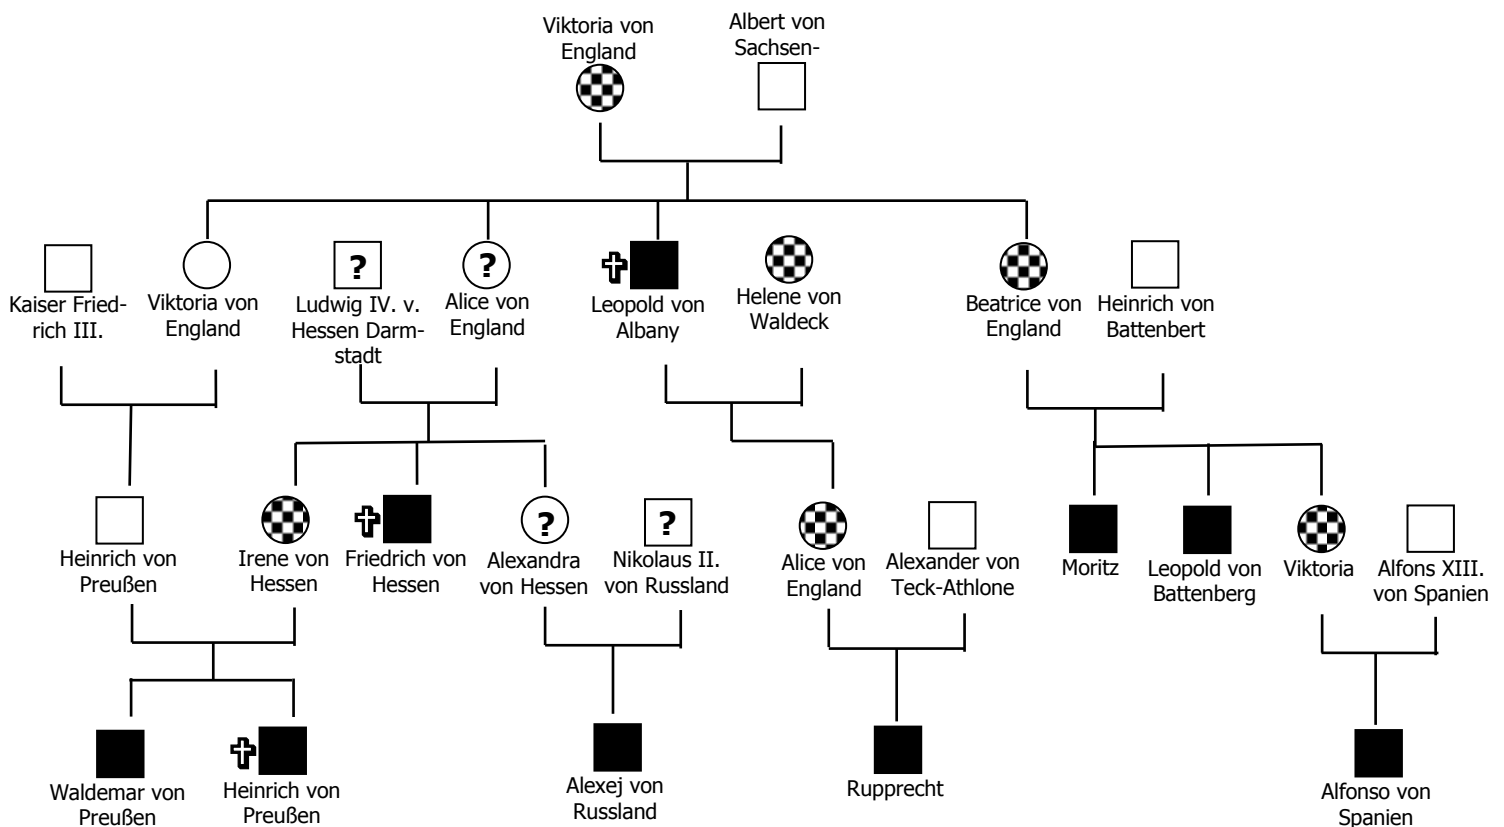 Viktoria von
England
Albert von
Sachsen-
?
?
Kaiser Fried-
rich III.
Viktoria von
England
Ludwig IV. v.
Hessen Darm-
stadt
Alice von
England
Leopold von
Albany
Helene von
Waldeck
Beatrice von
England
Heinrich von
Battenbert
?
?
Heinrich von
Preußen
Irene von
Hessen
Friedrich von
Hessen
Alexandra
von Hessen
Nikolaus II.
von Russland
Alice von
England
Alexander von
Teck-Athlone
Moritz
Leopold von
Battenberg
Viktoria
Alfons XIII.
von Spanien
Waldemar von
Preußen
Heinrich von
Preußen
Alexej von
Russland
Rupprecht
Alfonso von
Spanien